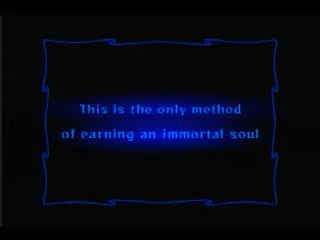 This is the only method
of earning an immortal soul